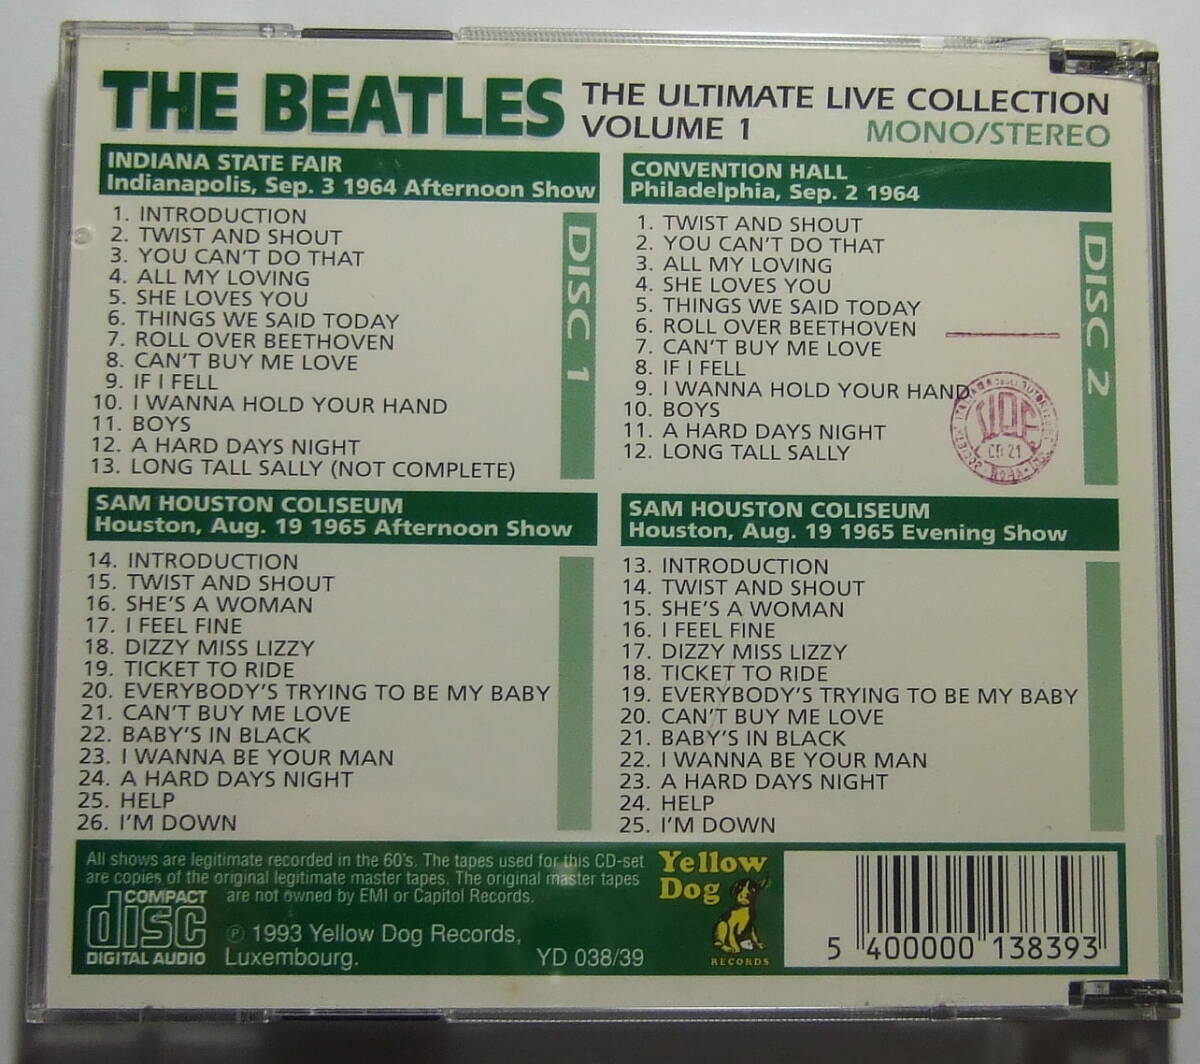 THE BEATLES
THE ULTIMATE LIVE COLLECTION
VOLUME 1
MONO/STEREO
INDIANA STATE FAIR
Indianapolis, Sep. 3 1964 Afternoon Show
DISC 1
1. INTRODUCTION
2. TWIST AND SHOUT
3. YOU CAN'T DO THAT
4. ALL MY LOVING
5. SHE LOVES YOU
6. THINGS WE SAID TODAY
7. ROLL OVER BEETHOVEN
8. CAN'T BUY ME LOVE
9. IF I FELL
10. I WANNA HOLD YOUR HAND
11. BOYS
12. A HARD DAYS NIGHT
13. LONG TALL SALLY (NOT COMPLETE)
SAM HOUSTON COLISEUM
Houston, Aug. 19 1965 Afternoon Show
14. INTRODUCTION
15. TWIST AND SHOUT
16. SHE'S A WOMAN
17. I FEEL FINE
18. DIZZY MISS LIZZY
19. TICKET TO RIDE
20. EVERYBODY'S TRYING TO BE MY BABY
21. CAN'T BUY ME LOVE
22. BABY'S IN BLACK
23. I WANNA BE YOUR MAN
24. A HARD DAYS NIGHT
25. HELP
26. I'M DOWN
CONVENTION HALL
Philadelphia, Sep. 2 1964
DISC 2
1. TWIST AND SHOUT
2. YOU CAN'T DO THAT
3. ALL MY LOVING
4. SHE LOVES YOU
5. THINGS WE SAID TODAY
6. ROLL OVER BEETHOVEN
7. CAN'T BUY ME LOVE
8. IF I FELL
9. I WANNA HOLD YOUR HAND
10. BOYS
11. A HARD DAYS NIGHT
12. LONG TALL SALLY
CD 21
SAM HOUSTON COLISEUM
Houston, Aug. 19 1965 Evening Show
13. INTRODUCTION
14. TWIST AND SHOUT
15. SHE'S A WOMAN
16. I FEEL FINE
17. DIZZY MISS LIZZY
18. TICKET TO RIDE
19. EVERYBODY'S TRYING TO BE MY BABY
20. CAN'T BUY ME LOVE
21. BABY'S IN BLACK
22. I WANNA BE YOUR MAN
23. A HARD DAYS NIGHT
24. HELP
25. I'M DOWN
All shows are legitimate recorded in the 60's. The tapes used for this CD-set
are copies of the original legitimate master tapes. The original master tapes
are not owned by EMI or Capitol Records.
COMPACT
disc
DIGITAL AUDIO
℗ 1993 Yellow Dog Records,
Luxembourg.
YD 038/39
Yellow
Dog
RECORDS
5 400000 138393